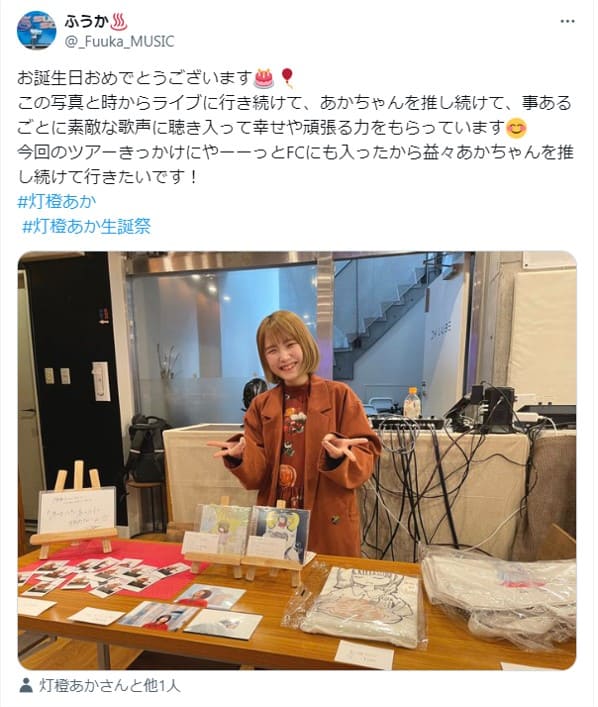 ふうか♨️
@_Fuuka_MUSIC
お誕生日おめでとうございます🎂🎈
この写真と時からライブに行き続けて、あかちゃんを推し続けて、事ある
ごとに素敵な歌声に聴き入って幸せや頑張る力をもらっています😊
今回のツアーきっかけにやーーっとFCにも入ったから益々あかちゃんを推
し続けて行きたいです！
#灯橙あか
#灯橙あか生誕祭
灯橙あかさんと他1人